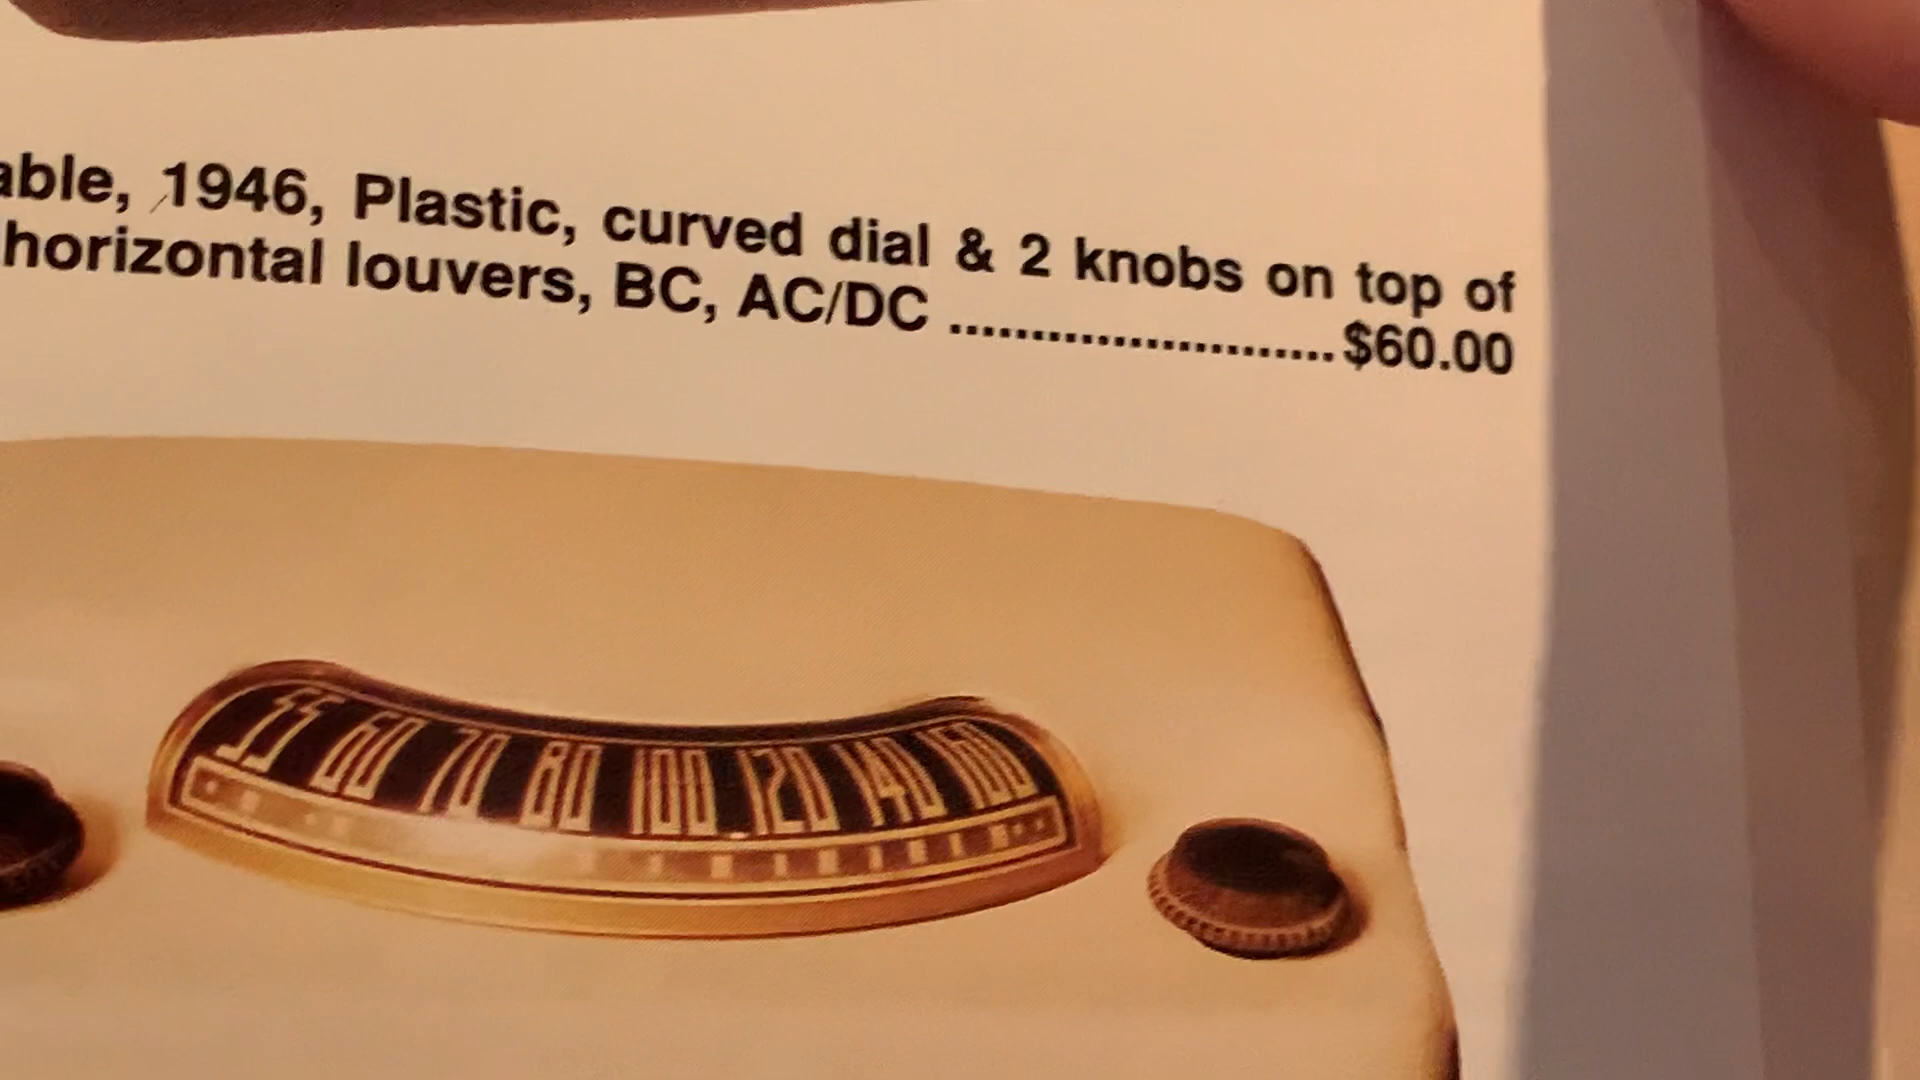 able, 1946, Plastic, curved dial & 2 knobs on top of
horizontal louvers, BC, AC/DC ........................ $60.00
55 60 70 80 100 120 140 160